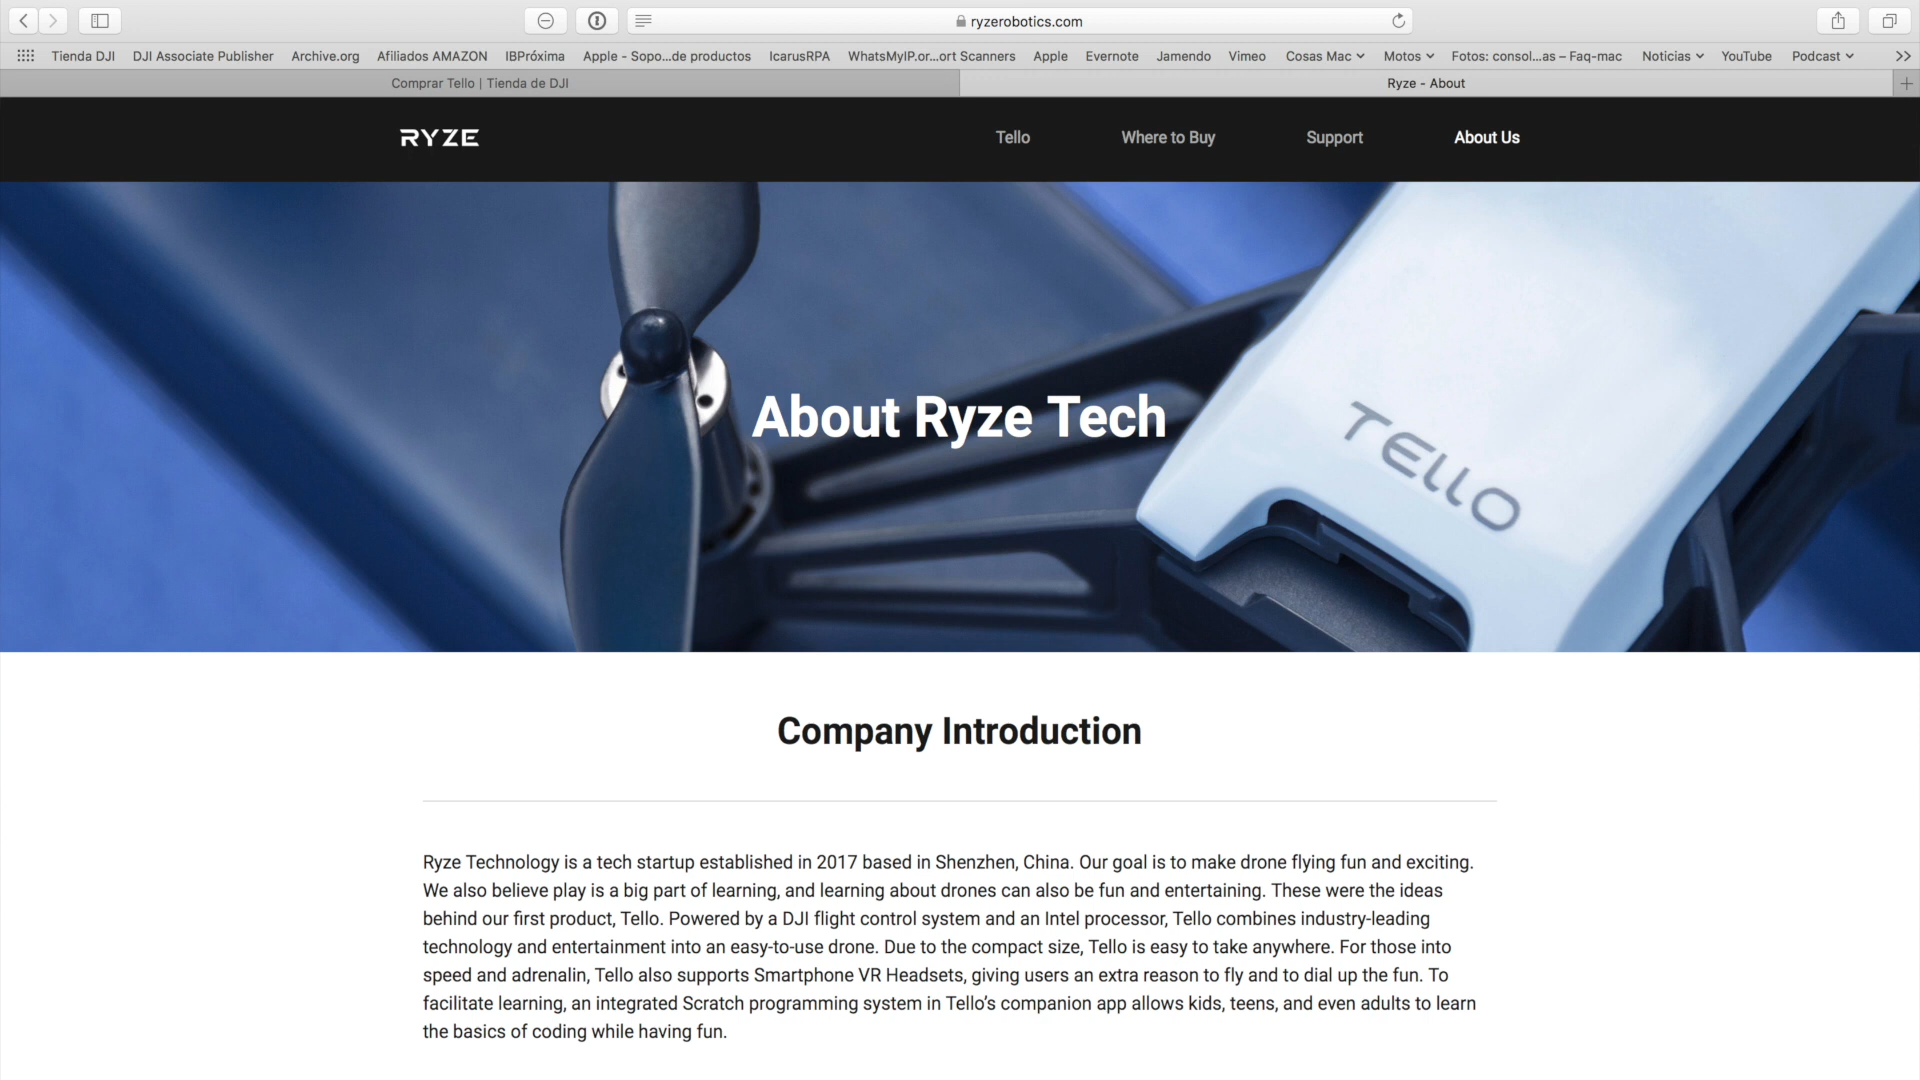 ryzerobotics.com
Tienda DJI DJI Associate Publisher Archive.org Afiliados AMAZON IBPróxima Apple - Sopo...de productos IcarusRPA WhatsMyIP.or...ort Scanners Apple Evernote Jamendo Vimeo Cosas Mac Motos Fotos: consol...as – Faq-mac Noticias YouTube Podcast
Comprar Tello | Tienda de DJI Ryze - About
RYZE Tello Where to Buy Support About Us
About Ryze Tech
TELLO
Company Introduction
Ryze Technology is a tech startup established in 2017 based in Shenzhen, China. Our goal is to make drone flying fun and exciting.
We also believe play is a big part of learning, and learning about drones can also be fun and entertaining. These were the ideas
behind our first product, Tello. Powered by a DJI flight control system and an Intel processor, Tello combines industry-leading
technology and entertainment into an easy-to-use drone. Due to the compact size, Tello is easy to take anywhere. For those into
speed and adrenalin, Tello also supports Smartphone VR Headsets, giving users an extra reason to fly and to dial up the fun. To
facilitate learning, an integrated Scratch programming system in Tello’s companion app allows kids, teens, and even adults to learn
the basics of coding while having fun.